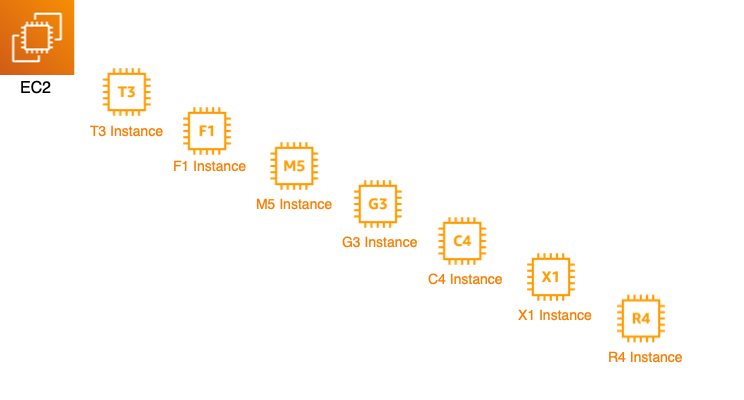 EC2
T3
T3 Instance
F1
F1 Instance
M5
M5 Instance
G3
G3 Instance
C4
C4 Instance
X1
X1 Instance
R4
R4 Instance